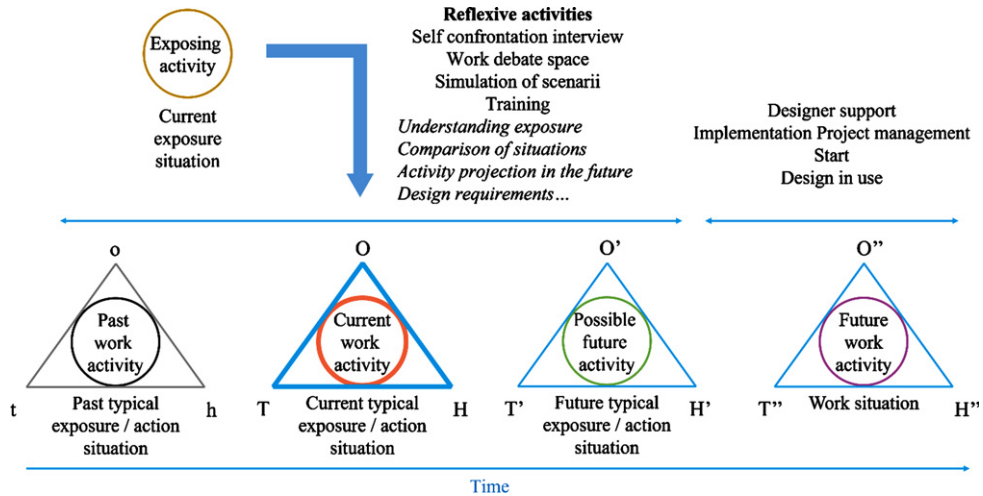 Exposing
activity
Current
exposure
situation
Reflexive activities
Self confrontation interview
Work debate space
Simulation of scenarii
Training
Understanding exposure
Comparison of situations
Activity projection in the future
Design requirements...
Designer support
Implementation Project management
Start
Design in use
o
Past
work
activity
t
h
Past typical
exposure / action
situation
O
Current
work
activity
T
H
Current typical
exposure / action
situation
O’
Possible
future
activity
T’
H’
Future typical
exposure / action
situation
O’’
Future
work
activity
T’’
H’’
Work situation
Time